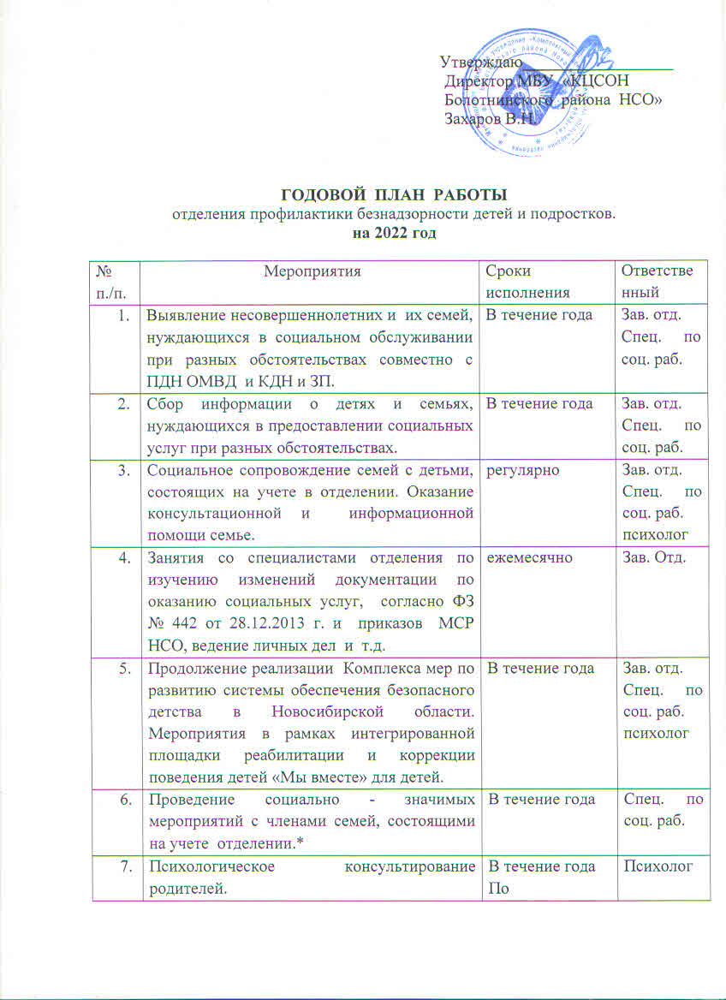 Утверждаю
Директор МБУ «КЦСОН
Болотнинского района НСО»
Захаров В.Н.
ГОДОВОЙ ПЛАН РАБОТЫ
отделения профилактики безнадзорности детей и подростков.
на 2022 год
№ Мероприятия Сроки Ответстве
п./п. исполнения нный
1. Выявление несовершеннолетних и их семей, В течение года Зав. отд.
нуждающихся в социальном обслуживании Спец. по
при разных обстоятельствах совместно с соц. раб.
ПДН ОМВД и КДН и ЗП.
2. Сбор информации о детях и семьях, В течение года Зав. отд.
нуждающихся в предоставлении социальных Спец. по
услуг при разных обстоятельствах. соц. раб.
3. Социальное сопровождение семей с детьми, регулярно Зав. отд.
состоящих на учете в отделении. Оказание Спец. по
консультационной и информационной соц. раб.
помощи семье. психолог
4. Занятия со специалистами отделения по ежемесячно Зав. Отд.
изучению изменений документации по
оказанию социальных услуг, согласно ФЗ
№ 442 от 28.12.2013 г. и приказов МСР
НСО, ведение личных дел и т.д.
5. Продолжение реализации Комплекса мер по В течение года Зав. отд.
развитию системы обеспечения безопасного Спец. по
детства в Новосибирской области. соц. раб.
Мероприятия в рамках интегрированной психолог
площадки реабилитации и коррекции
поведения детей «Мы вместе» для детей.
6. Проведение социально - значимых В течение года Спец. по
мероприятий с членами семей, состоящими соц. раб.
на учете отделении.*
7. Психологическое консультирование В течение года Психолог
родителей. По